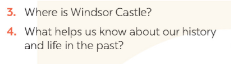 3. Where is Windsor Castle?
4. What helps us know about our history
and life in the past?